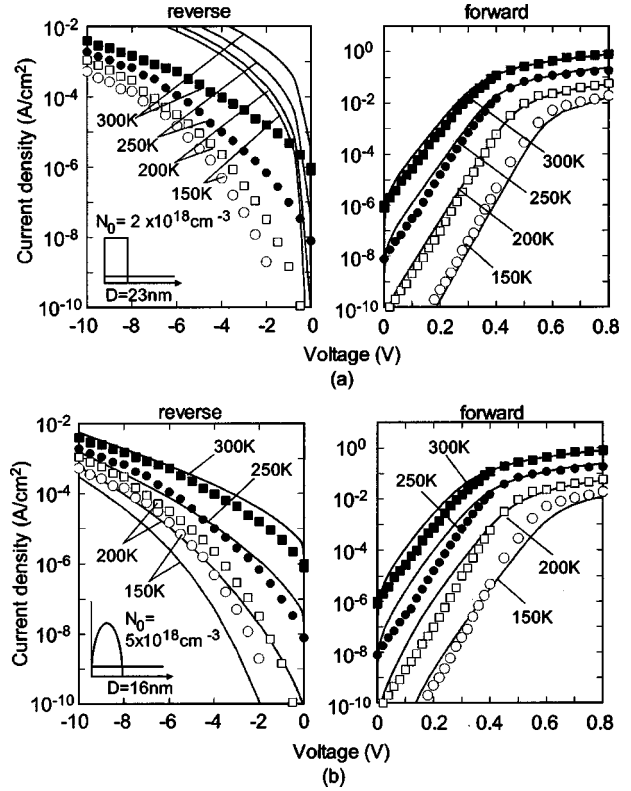 reverse
forward
Current density (A/cm²)
10⁻²
10⁻⁴
10⁻⁶
10⁻⁸
10⁻¹⁰
300K
250K
200K
150K
N₀ = 2 x10¹⁸cm⁻³
D=23nm
-10 -8 -6 -4 -2 0
10⁰
10⁻²
10⁻⁴
10⁻⁶
10⁻⁸
10⁻¹⁰
300K
250K
200K
150K
0 0.2 0.4 0.6 0.8
Voltage (V)
(a)
reverse
forward
Current density (A/cm²)
10⁻²
10⁻⁴
10⁻⁶
10⁻⁸
10⁻¹⁰
300K
250K
200K
150K
N₀ =
5x10¹⁸cm⁻³
D=16nm
-10 -8 -6 -4 -2 0
10⁰
10⁻²
10⁻⁴
10⁻⁶
10⁻⁸
10⁻¹⁰
300K
250K
200K
150K
0 0.2 0.4 0.6 0.8
Voltage (V)
(b)